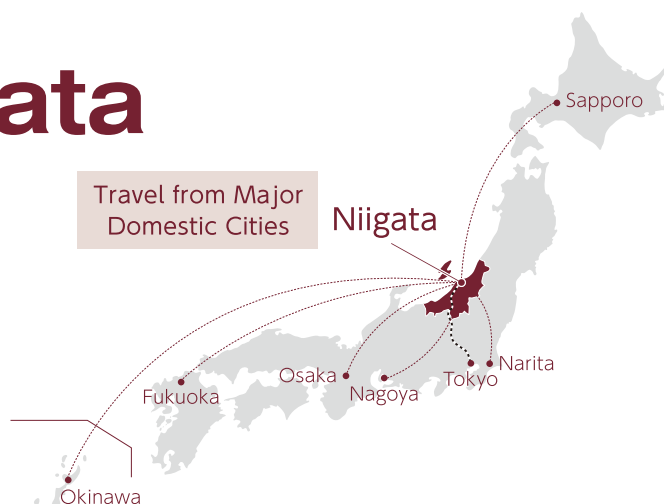 ata
Sapporo
Travel from Major
Domestic Cities
Niigata
Osaka
Narita
Tokyo
Nagoya
Fukuoka
Okinawa